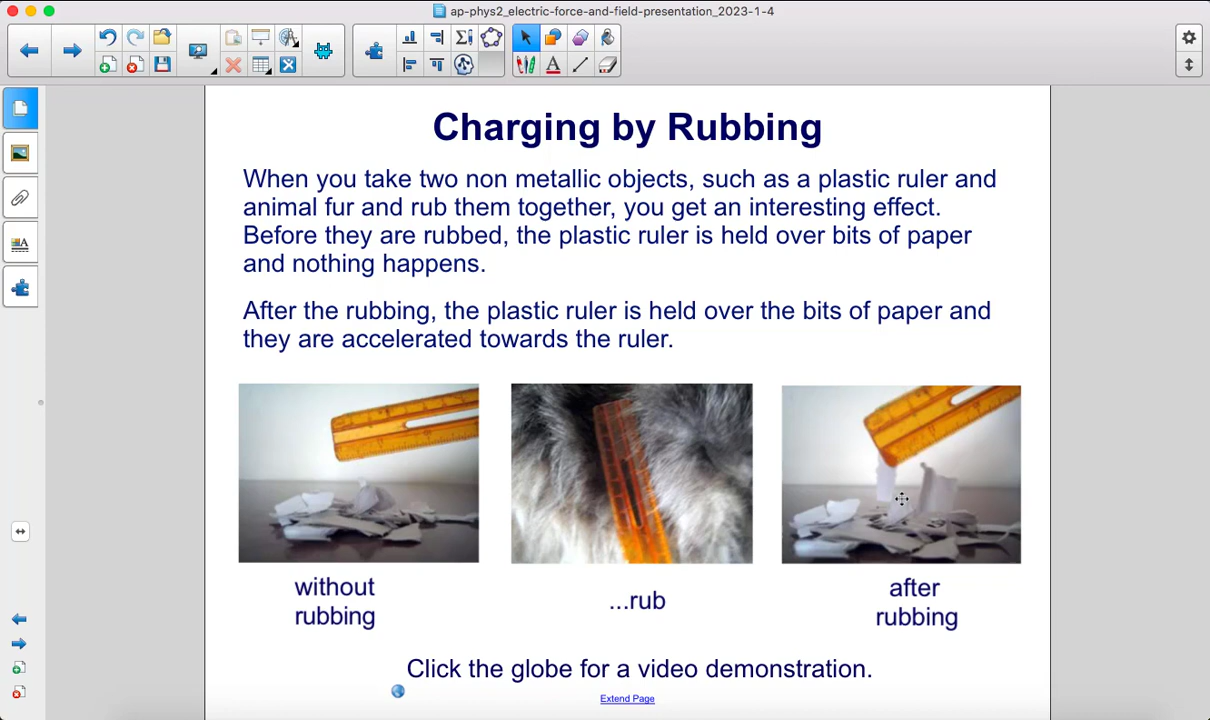 ap-phys2_electric-force-and-field-presentation_2023-1-4
Charging by Rubbing
When you take two non metallic objects, such as a plastic ruler and
animal fur and rub them together, you get an interesting effect.
Before they are rubbed, the plastic ruler is held over bits of paper
and nothing happens.
After the rubbing, the plastic ruler is held over the bits of paper and
they are accelerated towards the ruler.
without
rubbing
...rub
after
rubbing
Click the globe for a video demonstration.
Extend Page